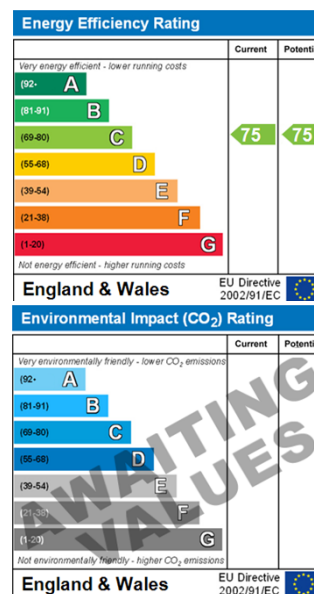 Energy Efficiency Rating
Current Potenti
Very energy efficient - lower running costs
(92- A
(81-91) B
(69-80) C 75 75
(55-68) D
(39-54) E
(21-38) F
(1-20) G
Not energy efficient - higher running costs
England & Wales EU Directive
2002/91/EC
Environmental Impact (CO₂) Rating
Current Potenti
Very environmentally friendly - lower CO₂ emissions
(92- A
(81-91) B
(69-80) C
(55-68) D
(39-54) E
(21-38) F
(1-20) G
AWAITING
VALUES
Not environmentally friendly - higher CO₂ emissions
England & Wales EU Directive
2002/91/EC